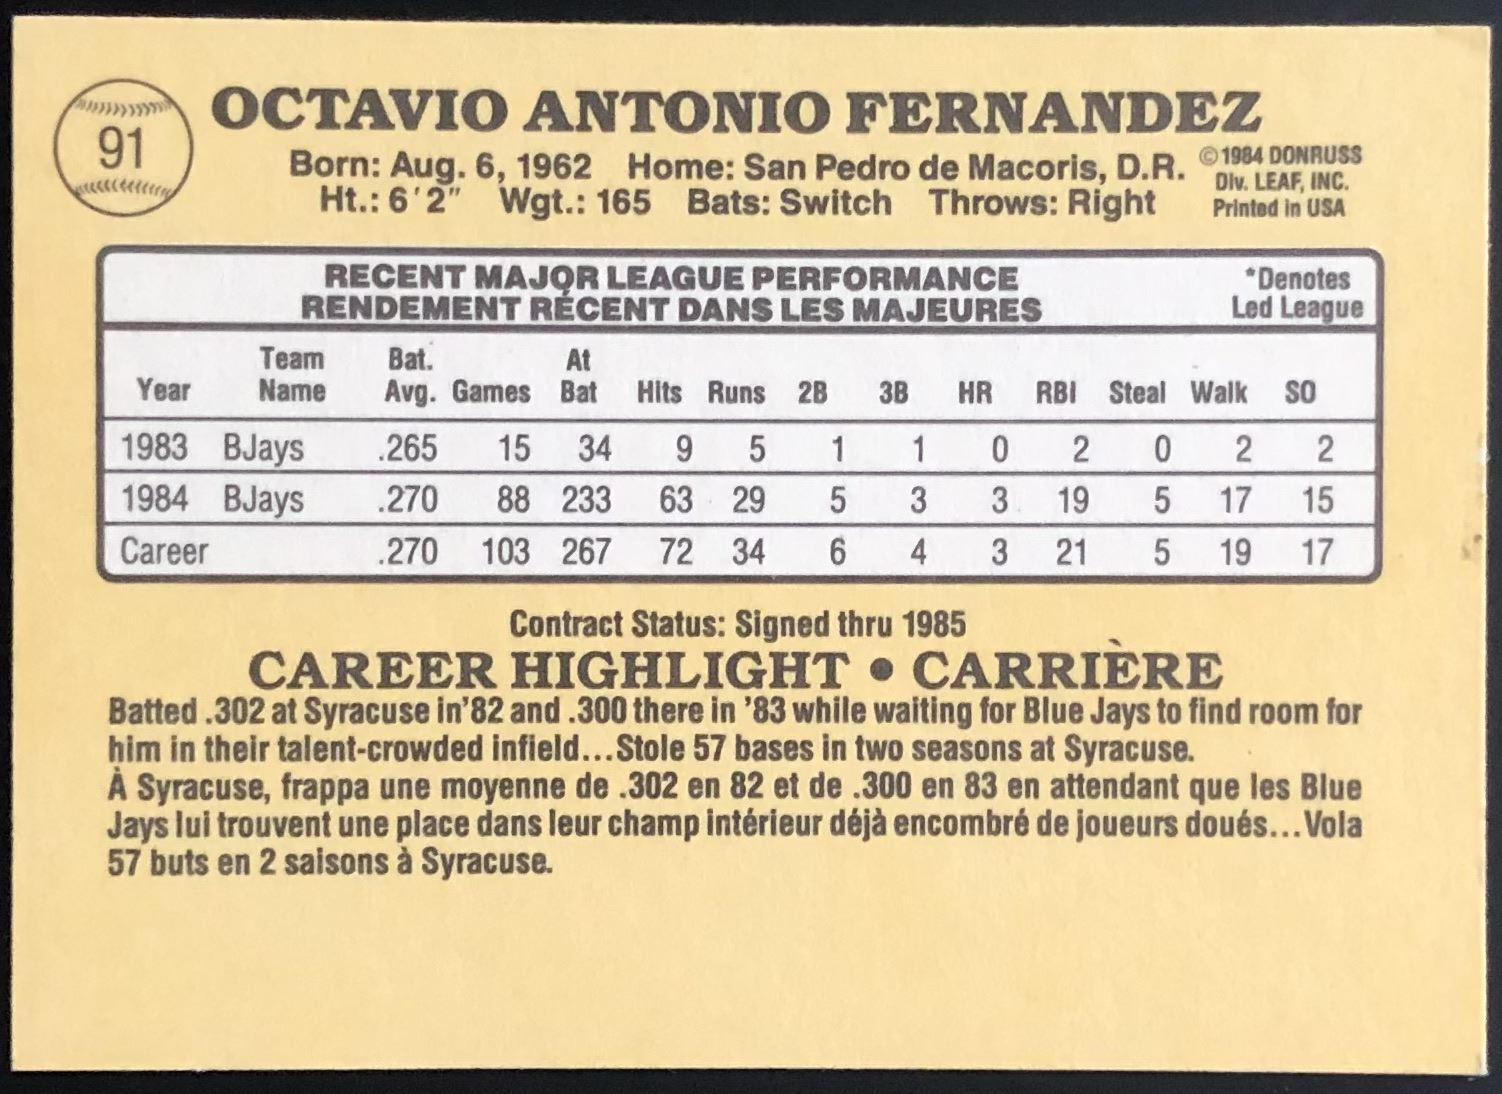 91
OCTAVIO ANTONIO FERNANDEZ
Born: Aug. 6, 1962 Home: San Pedro de Macoris, D.R.
Ht.: 6'2" Wgt.: 165 Bats: Switch Throws: Right
©1984 DONRUSS
Div. LEAF, INC.
Printed in USA
RECENT MAJOR LEAGUE PERFORMANCE
RENDEMENT RÉCENT DANS LES MAJEURES
*Denotes
Led League
Year Team Name Bat. Avg. Games At Bat Hits Runs 2B 3B HR RBI Steal Walk SO
1983 BJays .265 15 34 9 5 1 1 0 2 0 2 2
1984 BJays .270 88 233 63 29 5 3 3 19 5 17 15
Career .270 103 267 72 34 6 4 3 21 5 19 17
Contract Status: Signed thru 1985
CAREER HIGHLIGHT • CARRIÈRE
Batted .302 at Syracuse in'82 and .300 there in '83 while waiting for Blue Jays to find room for
him in their talent-crowded infield...Stole 57 bases in two seasons at Syracuse.
À Syracuse, frappa une moyenne de .302 en 82 et de .300 en 83 en attendant que les Blue
Jays lui trouvent une place dans leur champ intérieur déjà encombré de joueurs doués...Vola
57 buts en 2 saisons à Syracuse.